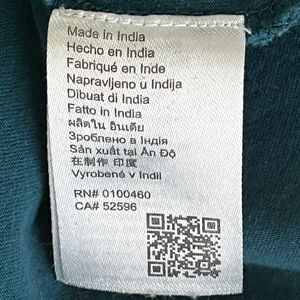 Made in India
Hecho en India
Fabriqué en Inde
Napravljeno u Indija
Dibuat di India
Fatto in India
ผลิตใน อินเดีย
Зроблено в Індія
Sản xuất tại Ấn Độ
在制作 印度
Vyrobené v Indii
RN# 0100460
CA# 52596